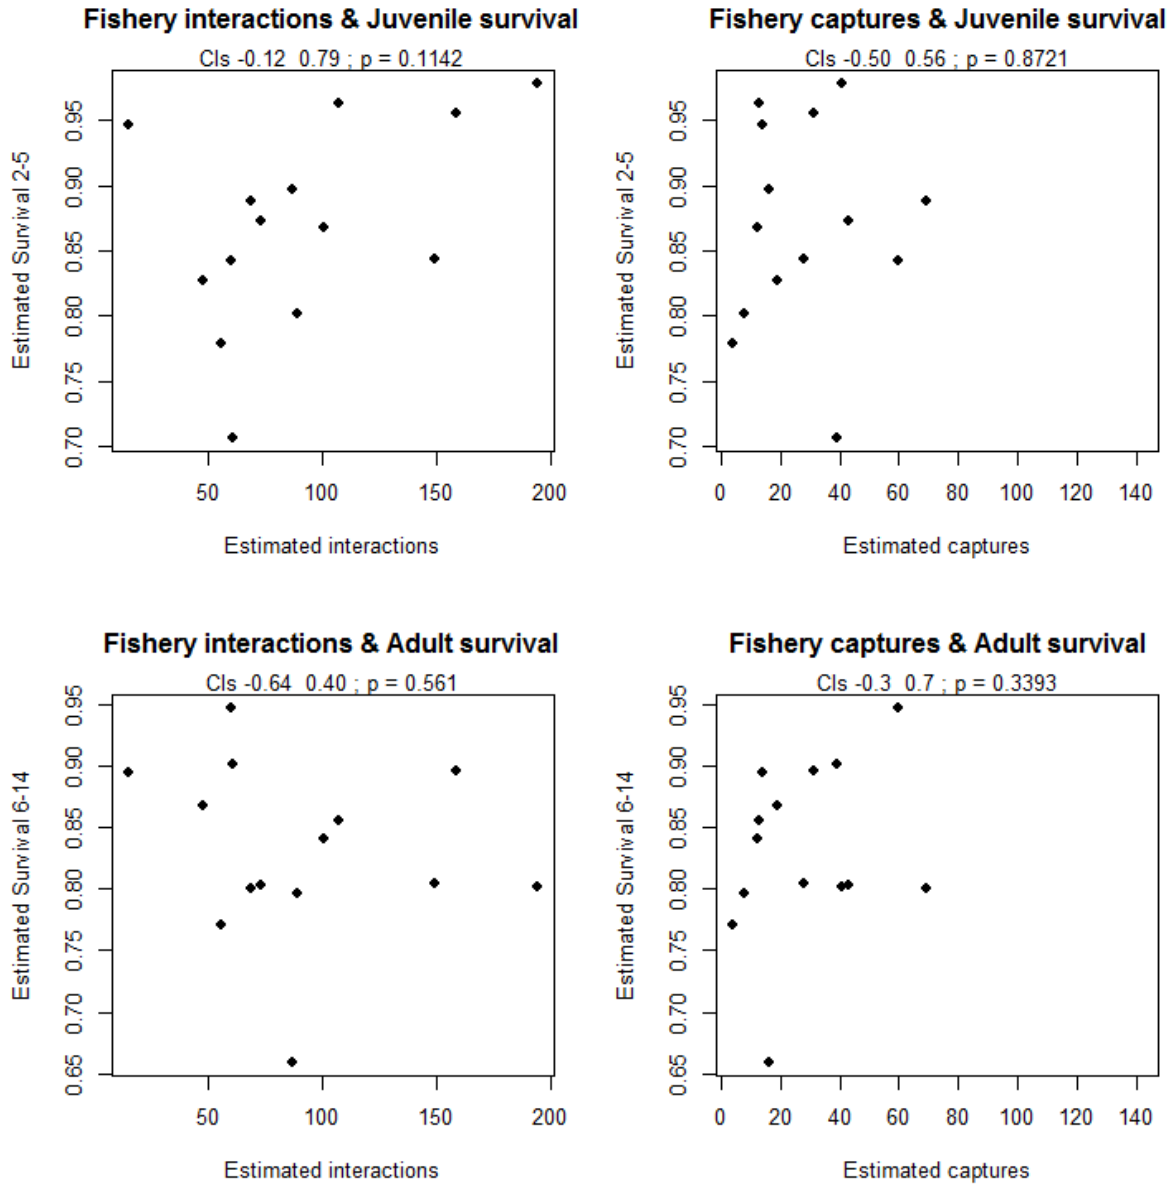 Fishery interactions & Juvenile survival
CIs -0.12 0.79 ; p = 0.1142
Estimated Survival 2-5
0.95
0.90
0.85
0.80
0.75
0.70
50 100 150 200
Estimated interactions
Fishery captures & Juvenile survival
CIs -0.50 0.56 ; p = 0.8721
Estimated Survival 2-5
0.95
0.90
0.85
0.80
0.75
0.70
0 20 40 60 80 100 120 140
Estimated captures
Fishery interactions & Adult survival
CIs -0.64 0.40 ; p = 0.561
Estimated Survival 6-14
0.95
0.90
0.85
0.80
0.75
0.70
0.65
50 100 150 200
Estimated interactions
Fishery captures & Adult survival
CIs -0.3 0.7 ; p = 0.3393
Estimated Survival 6-14
0.95
0.90
0.85
0.80
0.75
0.70
0.65
0 20 40 60 80 100 120 140
Estimated captures